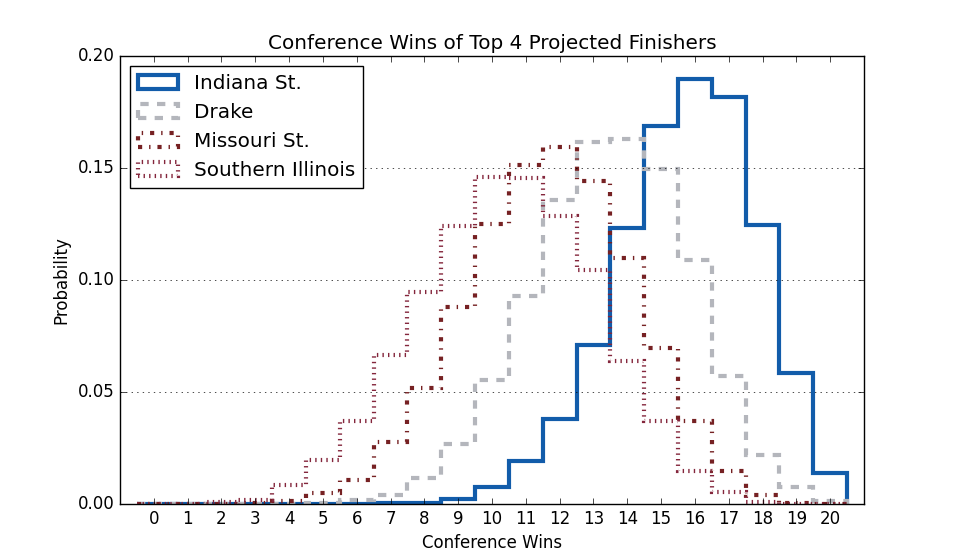 Conference Wins of Top 4 Projected Finishers
Indiana St.
Drake
Missouri St.
Southern Illinois
0.20
0.15
0.10
0.05
0.00
Probability
0 1 2 3 4 5 6 7 8 9 10 11 12 13 14 15 16 17 18 19 20
Conference Wins